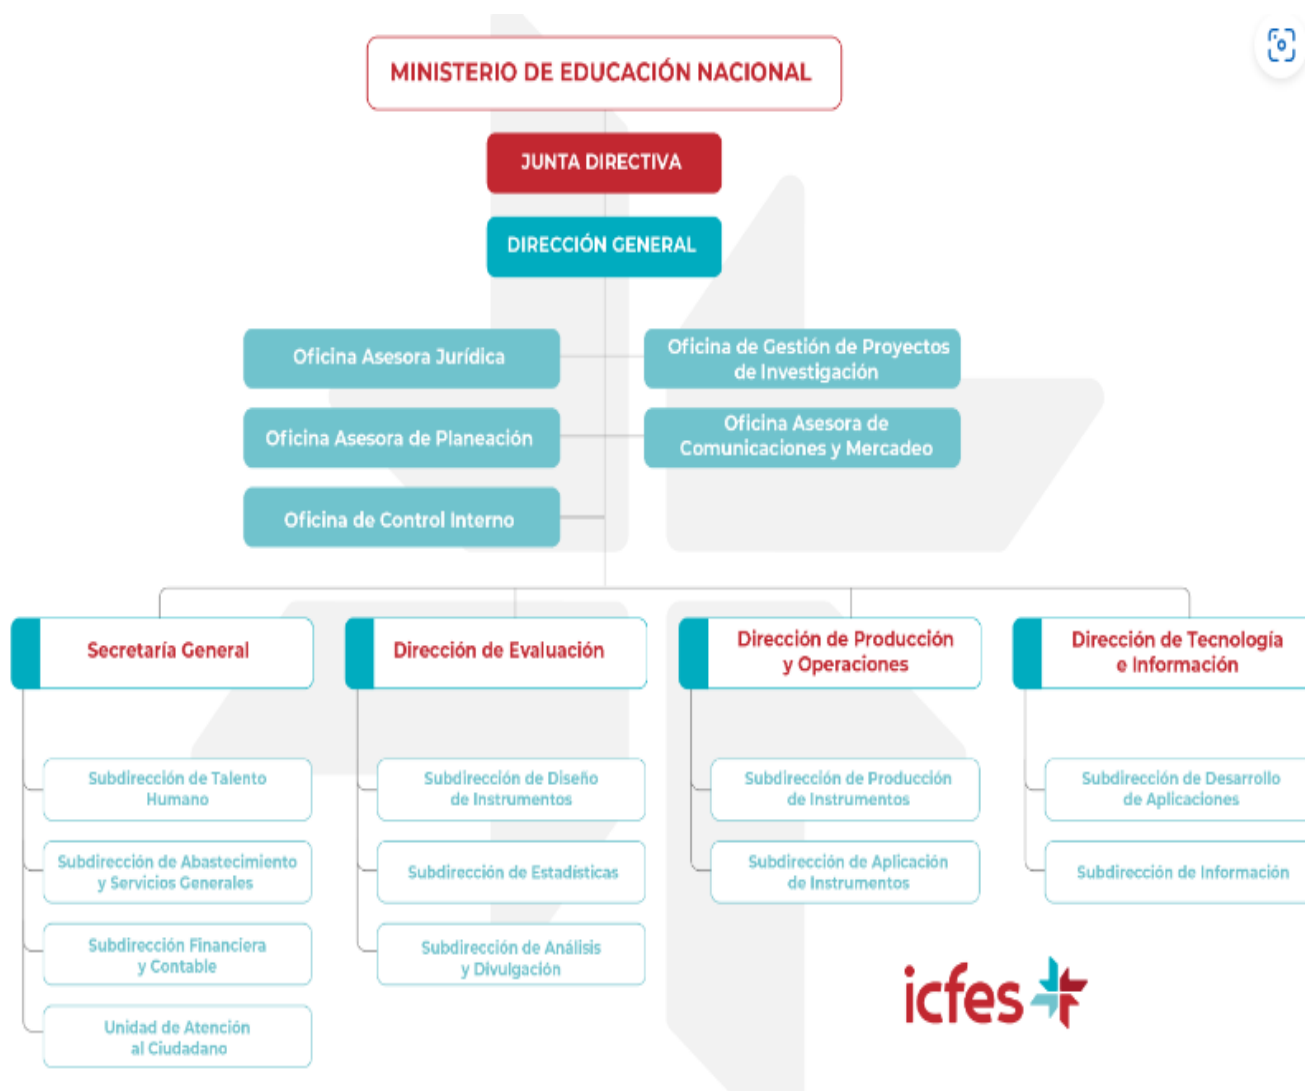 MINISTERIO DE EDUCACIÓN NACIONAL
JUNTA DIRECTIVA
DIRECCIÓN GENERAL
Oficina Asesora Jurídica
Oficina de Gestión de Proyectos
de Investigación
Oficina Asesora de Planeación
Oficina Asesora de
Comunicaciones y Mercadeo
Oficina de Control Interno
Secretaría General
Subdirección de Talento
Humano
Subdirección de Abastecimiento
y Servicios Generales
Subdirección Financiera
y Contable
Unidad de Atención
al Ciudadano
Dirección de Evaluación
Subdirección de Diseño
de Instrumentos
Subdirección de Estadísticas
Subdirección de Análisis
y Divulgación
Dirección de Producción
y Operaciones
Subdirección de Producción
de Instrumentos
Subdirección de Aplicación
de Instrumentos
Dirección de Tecnología
e Información
Subdirección de Desarrollo
de Aplicaciones
Subdirección de Información
icfes